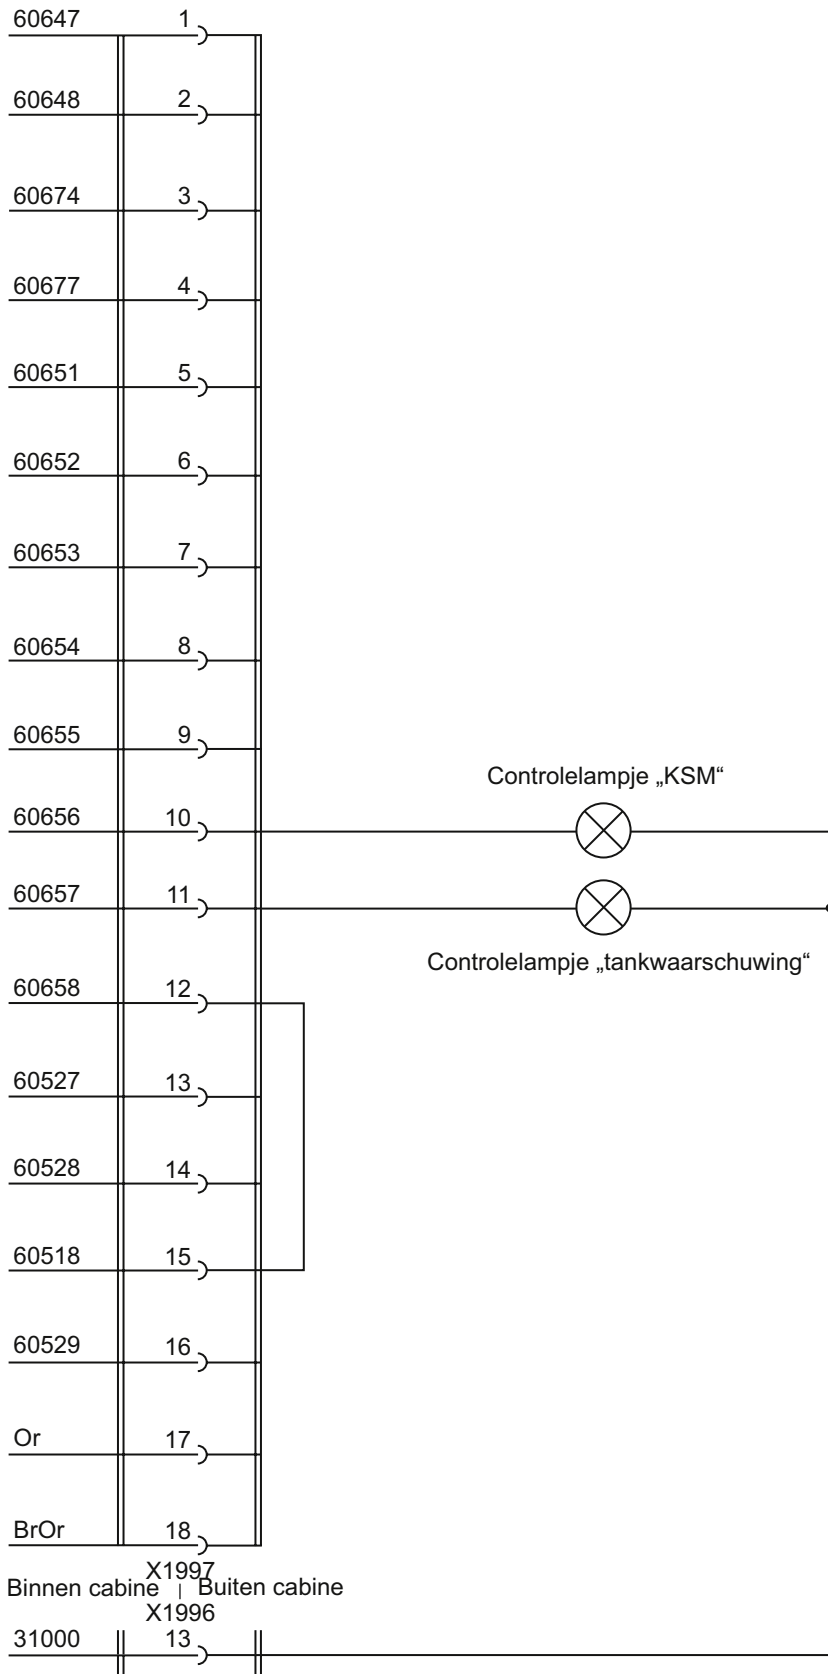 60647 1
60648 2
60674 3
60677 4
60651 5
60652 6
60653 7
60654 8
60655 9
Controlelampje „KSM“
60656 10
60657 11
Controlelampje „tankwaarschuwing“
60658 12
60527 13
60528 14
60518 15
60529 16
Or 17
BrOr 18
X1997
Binnen cabine Buiten cabine
X1996
31000 13